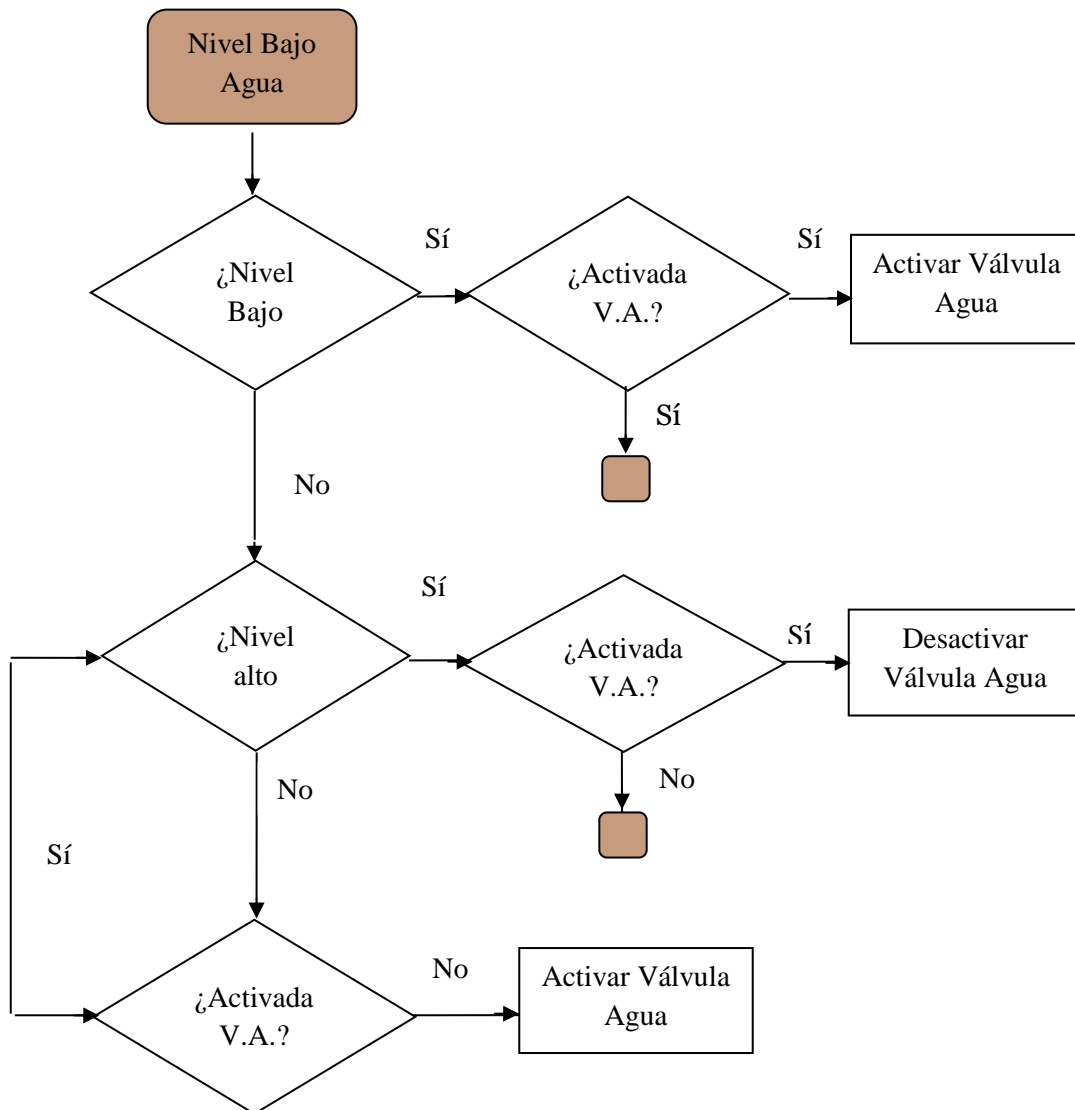 Nivel Bajo
Agua
Sí
Sí
¿Nivel
Bajo
¿Activada
V.A.?
Activar Válvula
Agua
Sí
No
Sí
Sí
¿Nivel
alto
¿Activada
V.A.?
Desactivar
Válvula Agua
No
No
Sí
No
¿Activada
V.A.?
Activar Válvula
Agua